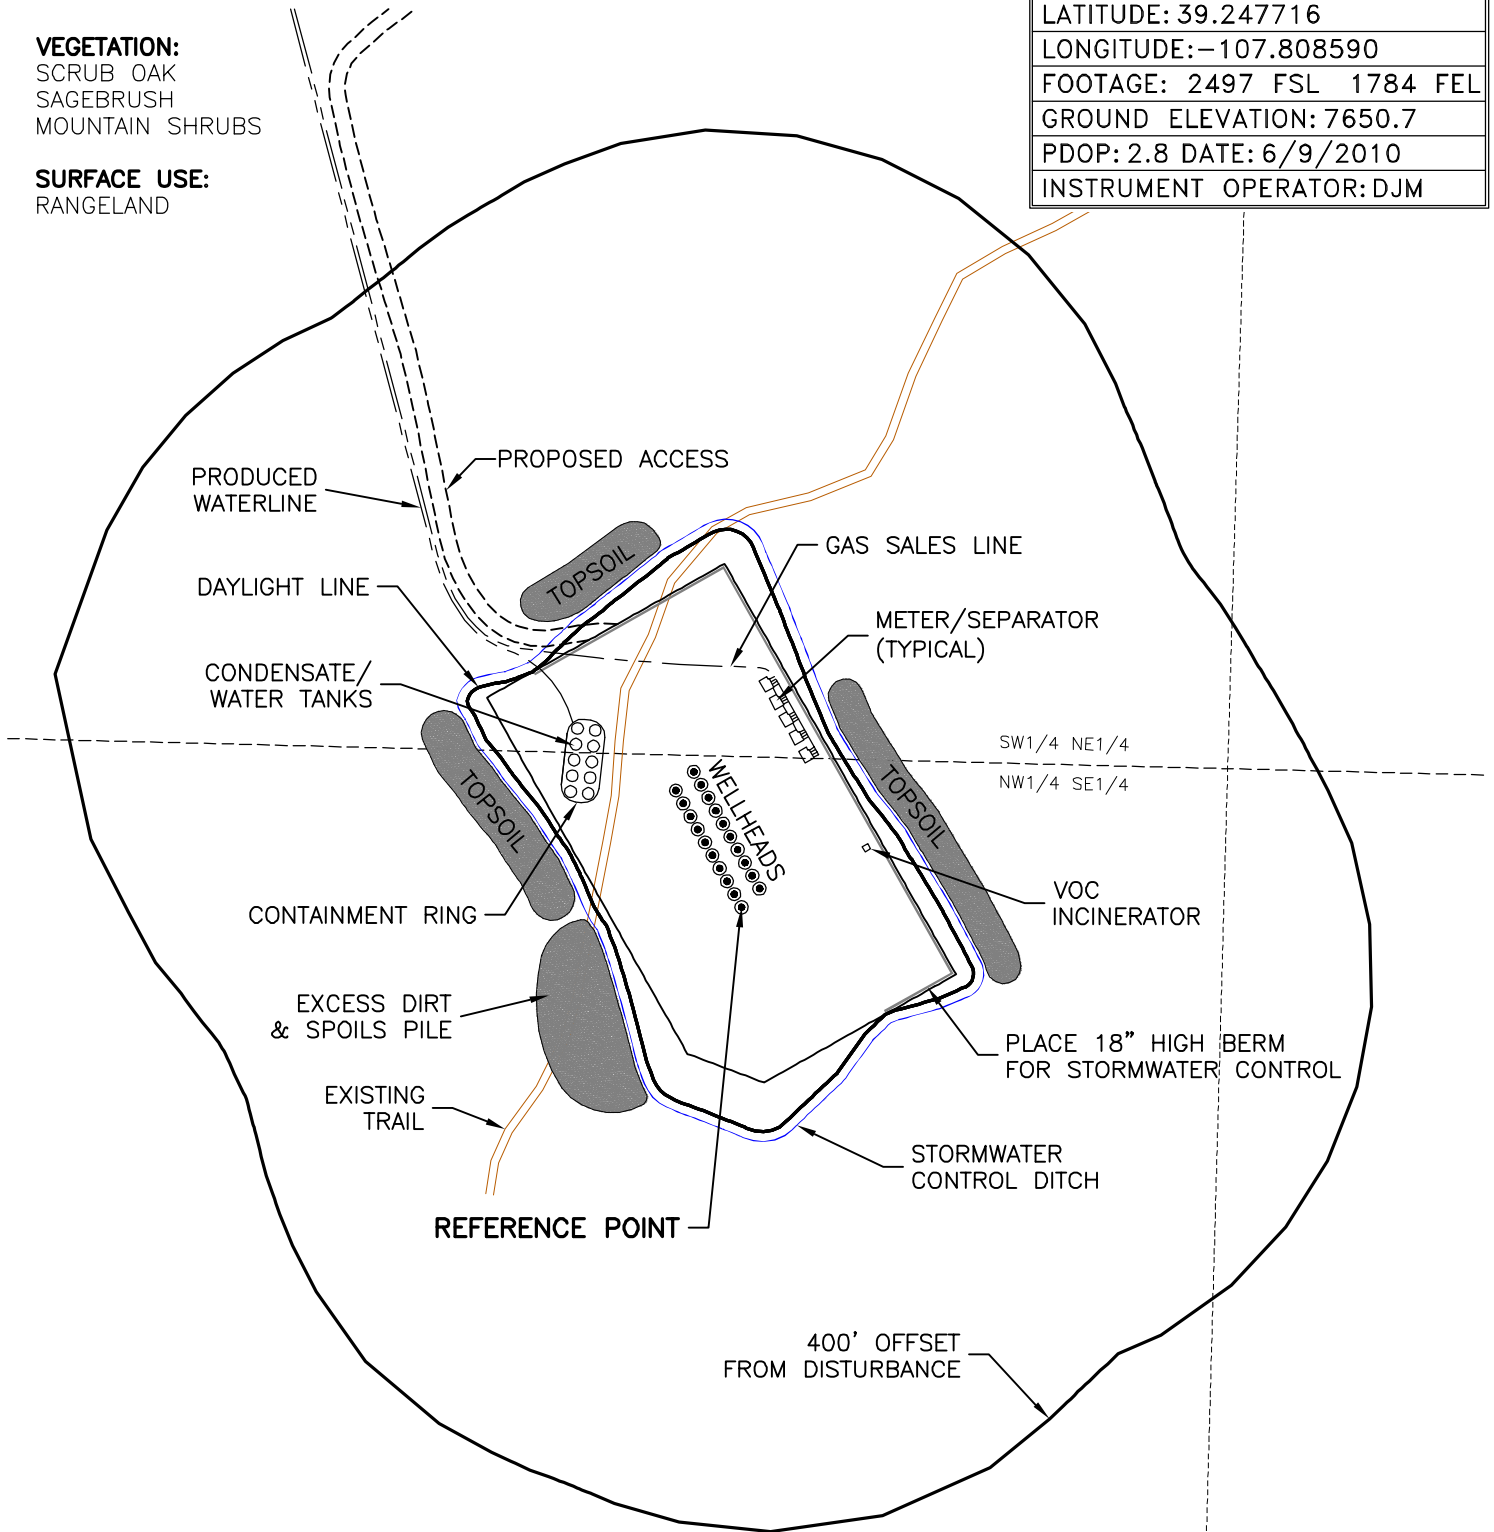 VEGETATION:
SCRUB OAK
SAGEBRUSH
MOUNTAIN SHRUBS
SURFACE USE:
RANGELAND
LATITUDE: 39.247716
LONGITUDE: -107.808590
FOOTAGE: 2497 FSL 1784 FEL
GROUND ELEVATION: 7650.7
PDOP: 2.8 DATE: 6/9/2010
INSTRUMENT OPERATOR: DJM
PROPOSED ACCESS
PRODUCED
WATERLINE
TOPSOIL
GAS SALES LINE
DAYLIGHT LINE
METER/SEPARATOR
(TYPICAL)
CONDENSATE/
WATER TANKS
SW1/4 NE1/4
NW1/4 SE1/4
TOPSOIL
WELLHEADS
TOPSOIL
VOC
INCINERATOR
CONTAINMENT RING
EXCESS DIRT
& SPOILS PILE
PLACE 18" HIGH BERM
FOR STORMWATER CONTROL
EXISTING
TRAIL
STORMWATER
CONTROL DITCH
REFERENCE POINT
400' OFFSET
FROM DISTURBANCE